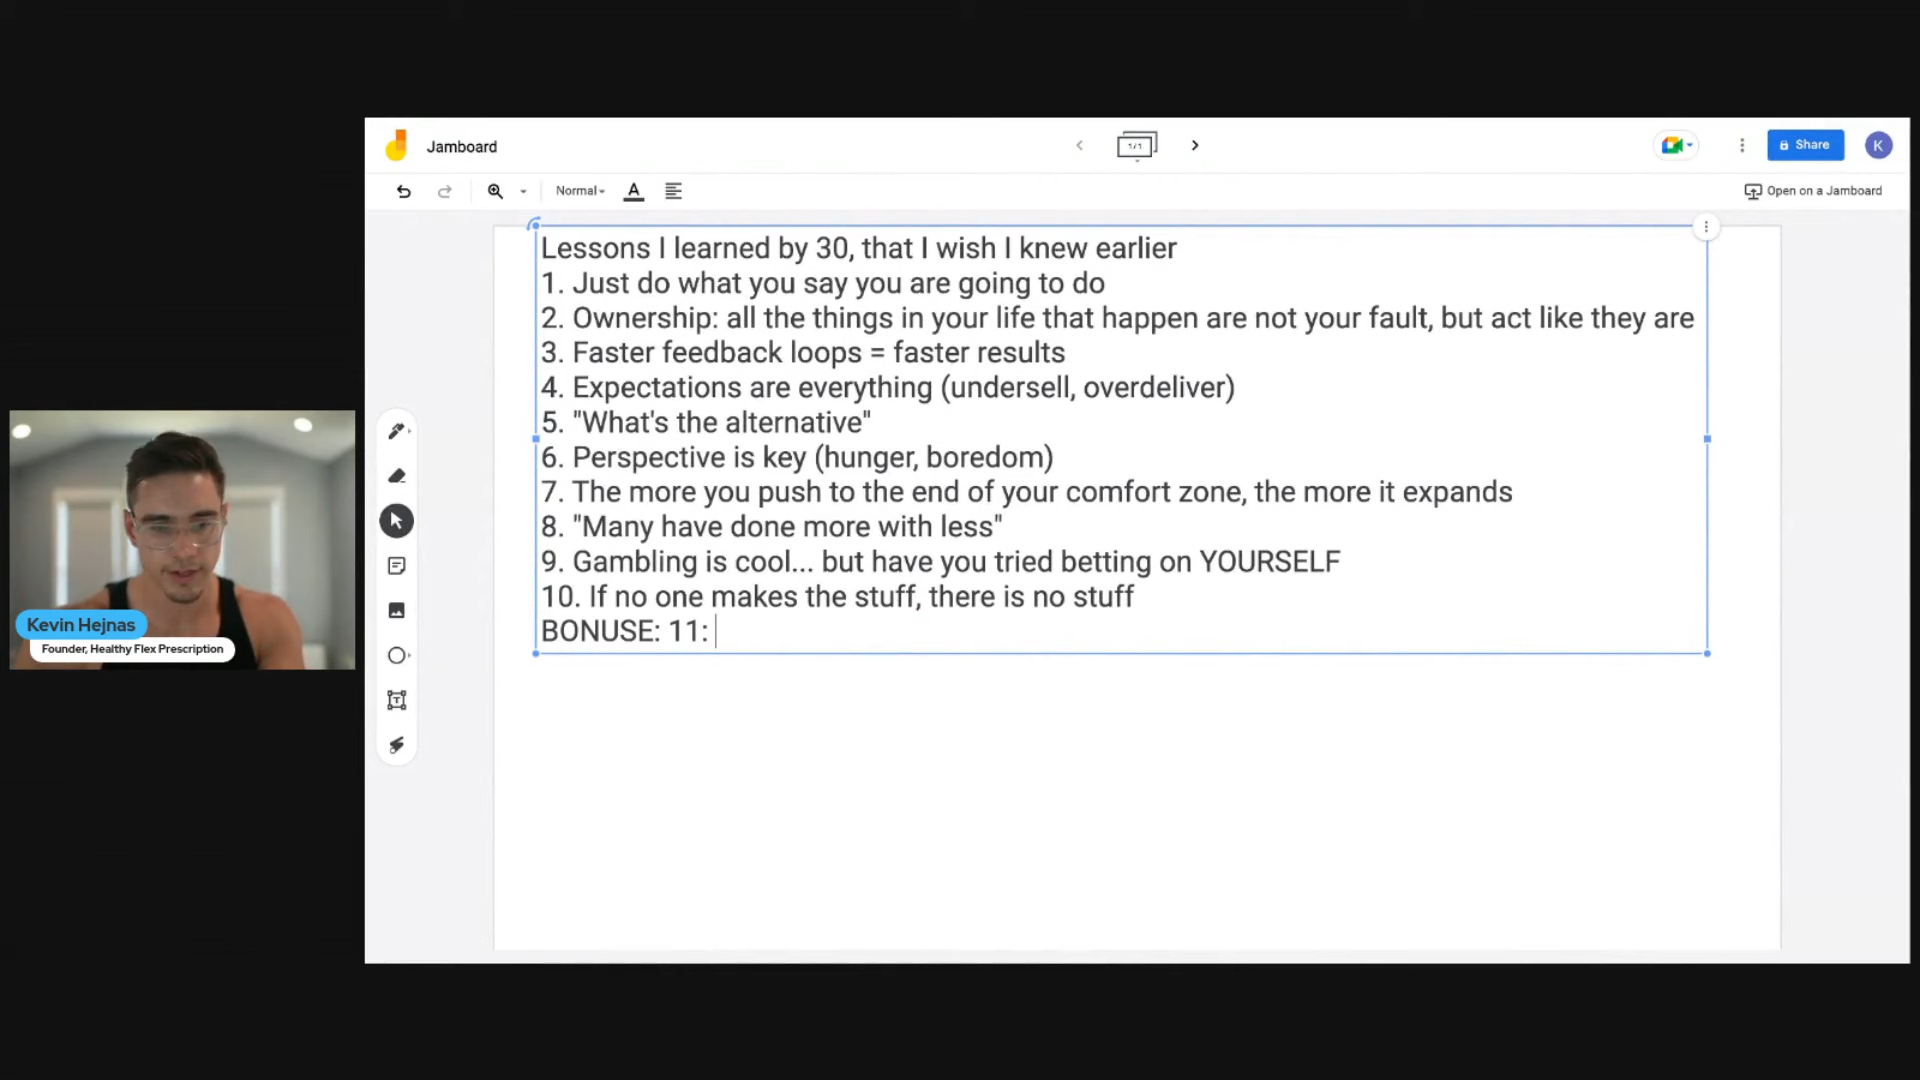 Jamboard
1/1
Share
K
Normal
A
Open on a Jamboard
Lessons I learned by 30, that I wish I knew earlier
1. Just do what you say you are going to do
2. Ownership: all the things in your life that happen are not your fault, but act like they are
3. Faster feedback loops = faster results
4. Expectations are everything (undersell, overdeliver)
5. "What's the alternative"
6. Perspective is key (hunger, boredom)
7. The more you push to the end of your comfort zone, the more it expands
8. "Many have done more with less"
9. Gambling is cool... but have you tried betting on YOURSELF
10. If no one makes the stuff, there is no stuff
BONUSE: 11:
Kevin Hejnas
Founder, Healthy Flex Prescription